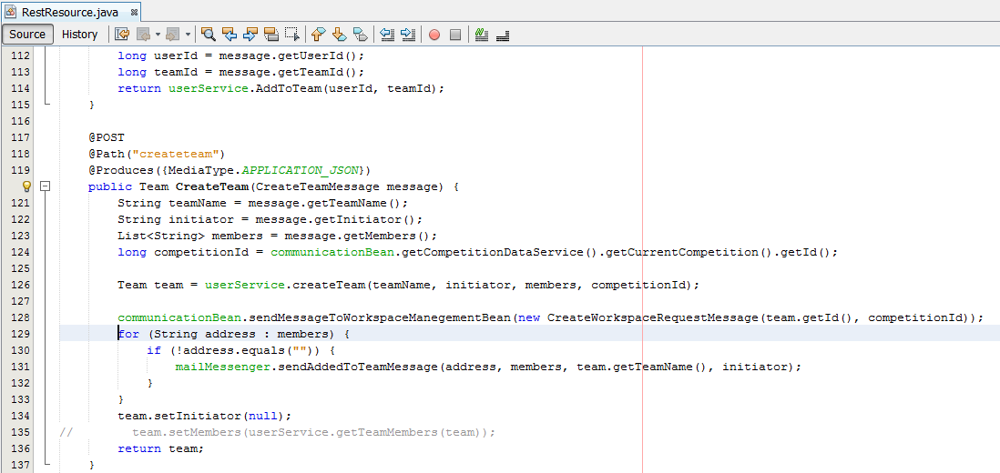 RestResource.java
Source History
112 long userId = message.getUserId();
113 long teamId = message.getTeamId();
114 return userService.AddToTeam(userId, teamId);
115 }
116
117 @POST
118 @Path("createteam")
119 @Produces({MediaType.APPLICATION_JSON})
public Team CreateTeam(CreateTeamMessage message) {
121 String teamName = message.getTeamName();
122 String initiator = message.getInitiator();
123 List<String> members = message.getMembers();
124 long competitionId = communicationBean.getCompetitionDataService().getCurrentCompetition().getId();
125
126 Team team = userService.createTeam(teamName, initiator, members, competitionId);
127
128 communicationBean.sendMessageToWorkspaceManegementBean(new CreateWorkspaceRequestMessage(team.getId(), competitionId));
129 for (String address : members) {
130 if (!address.equals("")) {
131 mailMessenger.sendAddedToTeamMessage(address, members, team.getTeamName(), initiator);
132 }
133 }
134 team.setInitiator(null);
135 // team.setMembers(userService.getTeamMembers(team));
136 return team;
137 }